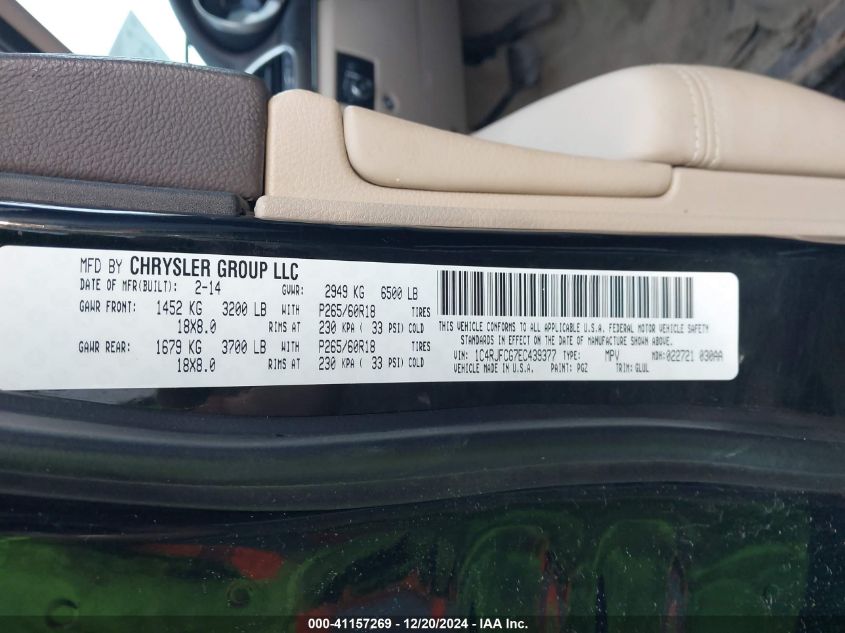 MFD BY CHRYSLER GROUP LLC
DATE OF MFR(BUILT): 2-14 GVWR: 2949 KG 6500 LB
GAWR FRONT: 1452 KG 3200 LB WITH P265/60R18 TIRES
18X8.0 RIMS AT 230 KPA ( 33 PSI) COLD
GAWR REAR: 1679 KG 3700 LB WITH P265/60R18 TIRES
18X8.0 RIMS AT 230 KPA ( 33 PSI) COLD
THIS VEHICLE CONFORMS TO ALL APPLICABLE U.S.A. FEDERAL MOTOR VEHICLE SAFETY
STANDARDS IN EFFECT ON THE DATE OF MANUFACTURE SHOWN ABOVE.
VIN: 1C4RJFCG7EC439377 TYPE: MPV MDH:022721 030AA
VEHICLE MADE IN U.S.A. PAINT: PGZ TRIM: GLUL
000-41157269 - 12/20/2024 - IAA Inc.